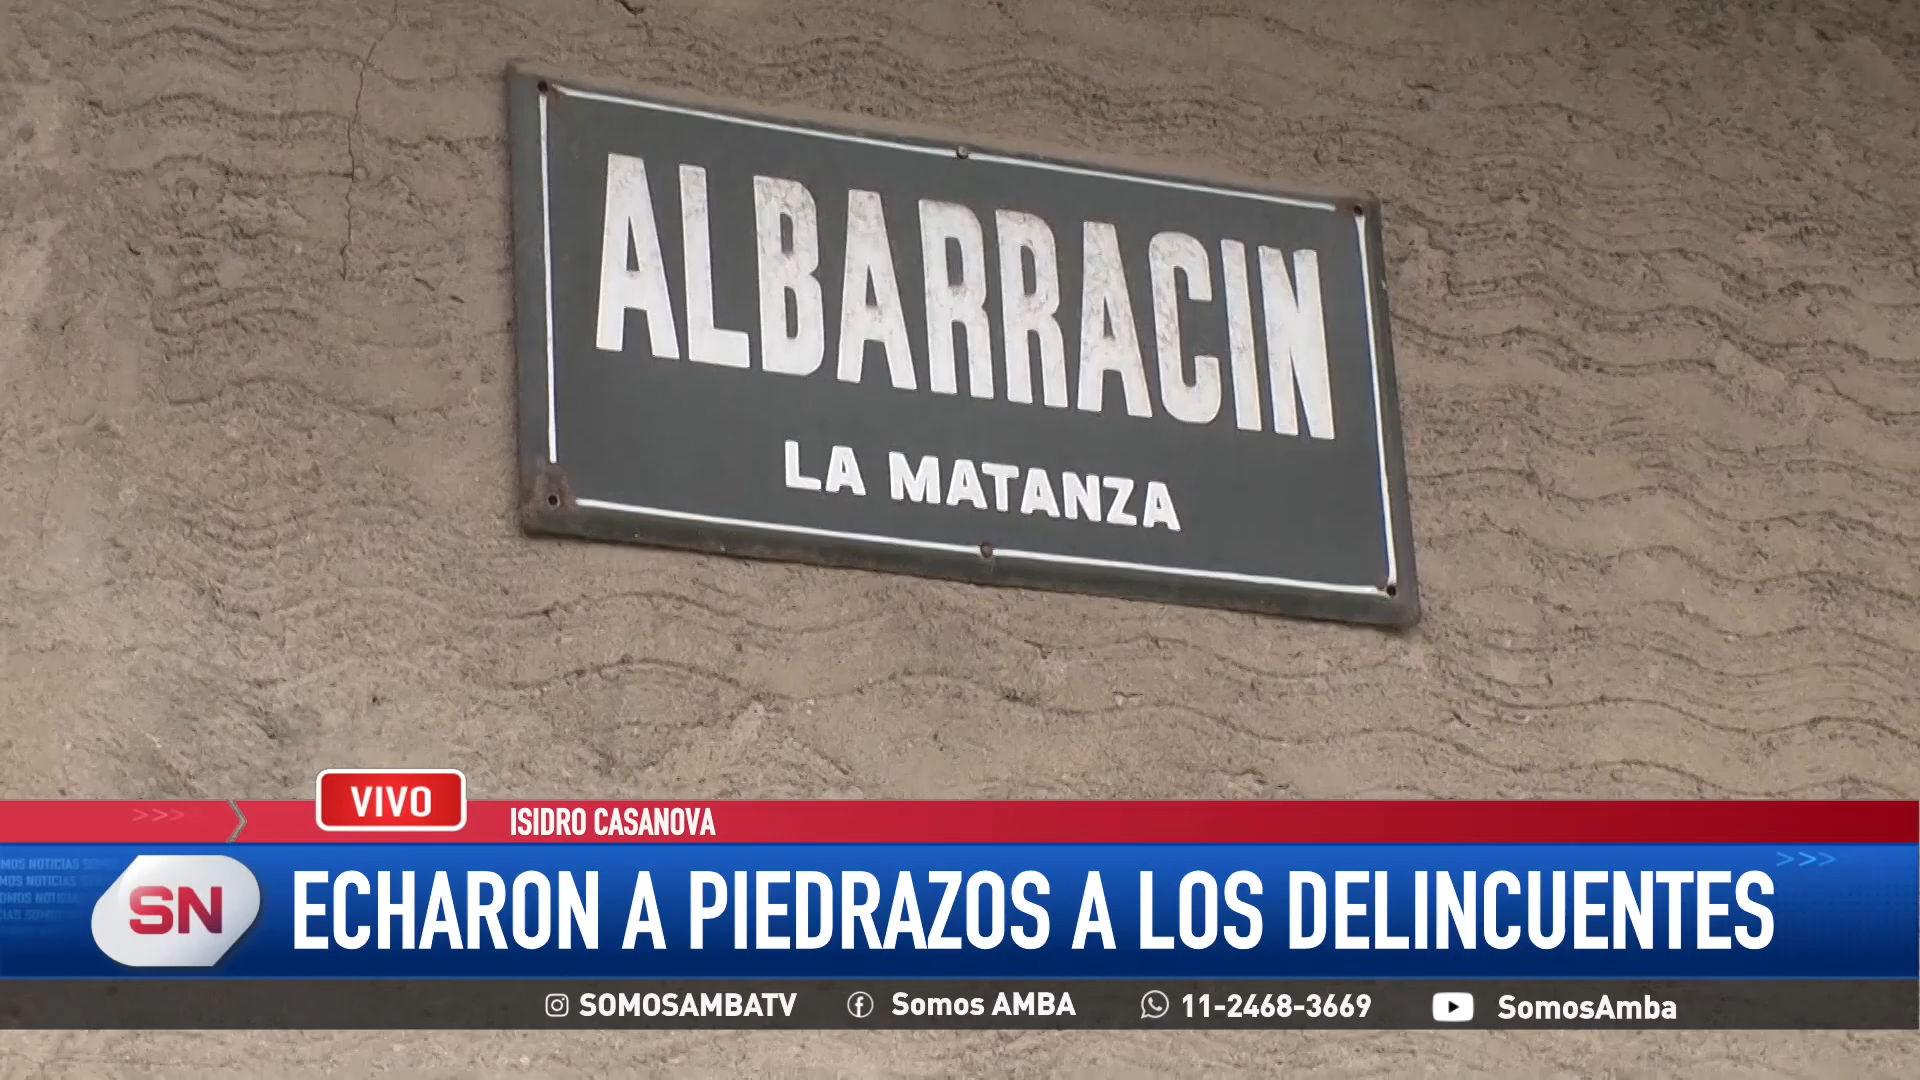 ALBARRACIN
LA MATANZA
VIVO
ISIDRO CASANOVA
SN
ECHARON A PIEDRAZOS A LOS DELINCUENTES
SOMOSAMBATV Somos AMBA 11-2468-3669 SomosAmba